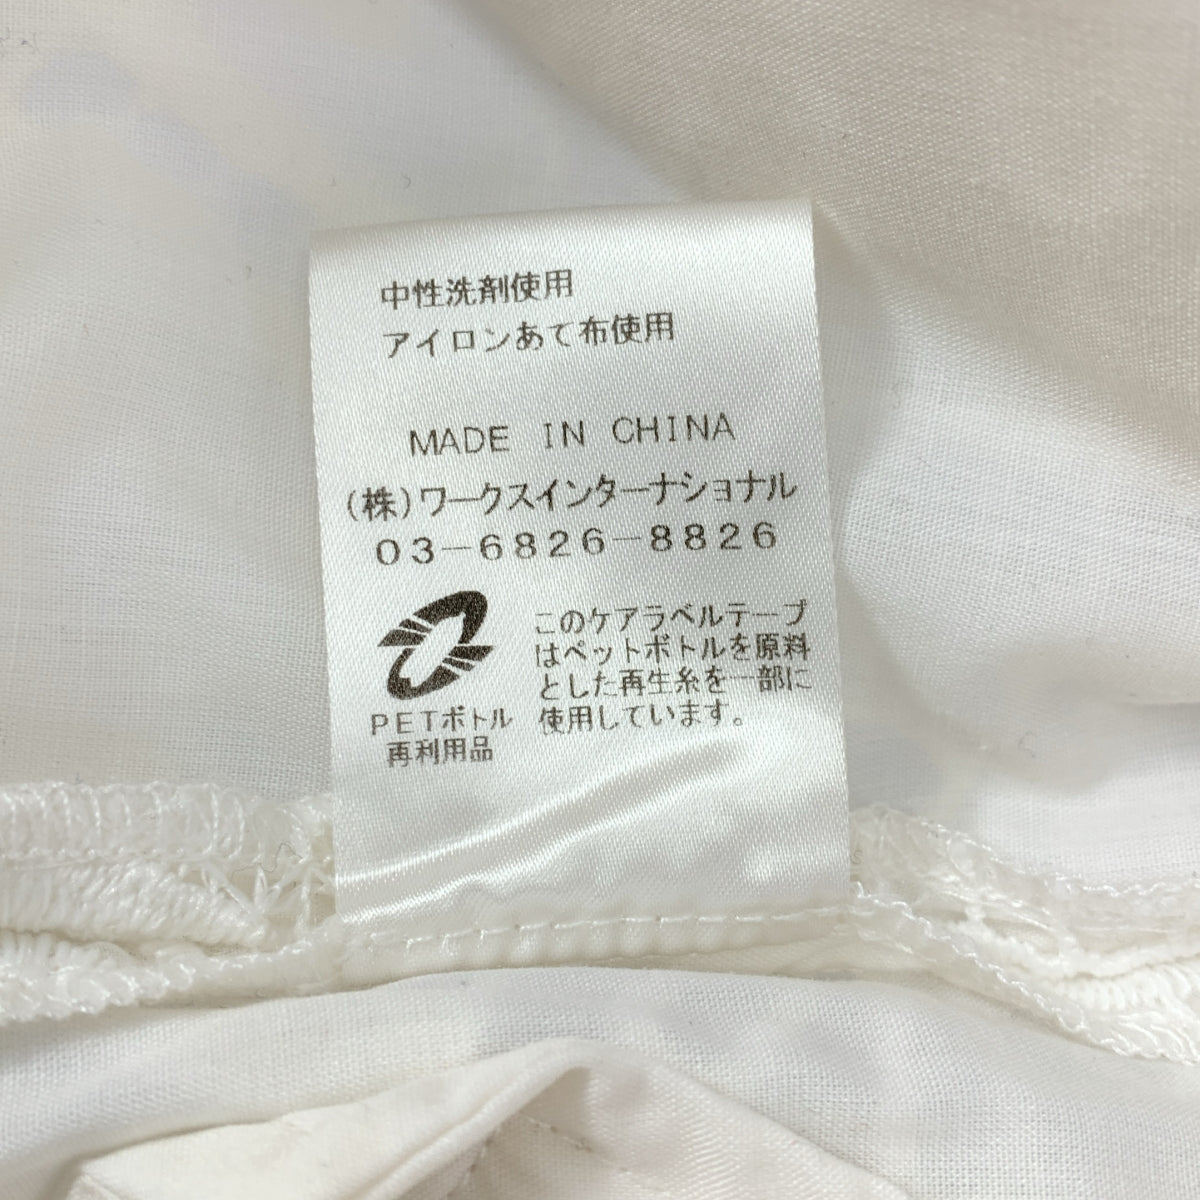 中性洗剤使用
アイロンあて布使用
MADE IN CHINA
(株)ワークスインターナショナル
03-6826-8826
PETボトル
再利用品
このケアラベルテープ
はペットボトルを原料
とした再生糸を一部に
使用しています。